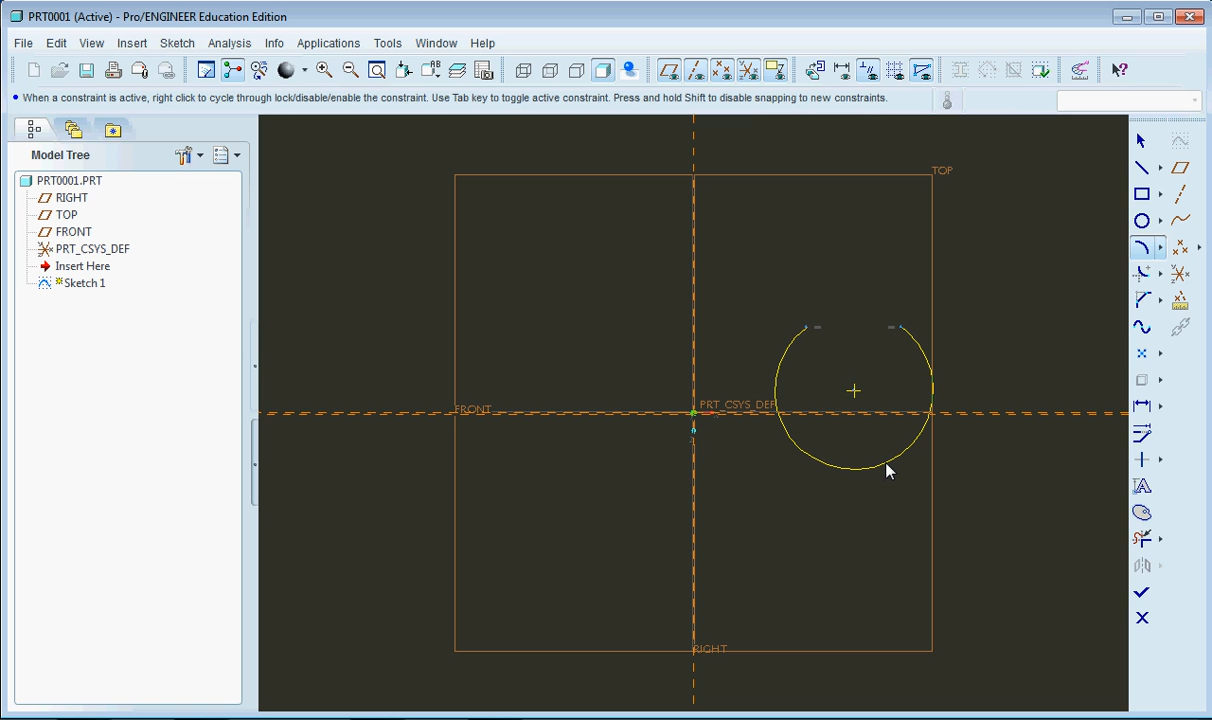 PRT0001 (Active) - Pro/ENGINEER Education Edition
File Edit View Insert Sketch Analysis Info Applications Tools Window Help
When a constraint is active, right click to cycle through lock/disable/enable the constraint. Use Tab key to toggle active constraint. Press and hold Shift to disable snapping to new constraints.
Model Tree
PRT0001.PRT
RIGHT
TOP
FRONT
PRT_CSYS_DEF
Insert Here
Sketch 1
TOP
PRT_CSYS_DEF
FRONT
RIGHT